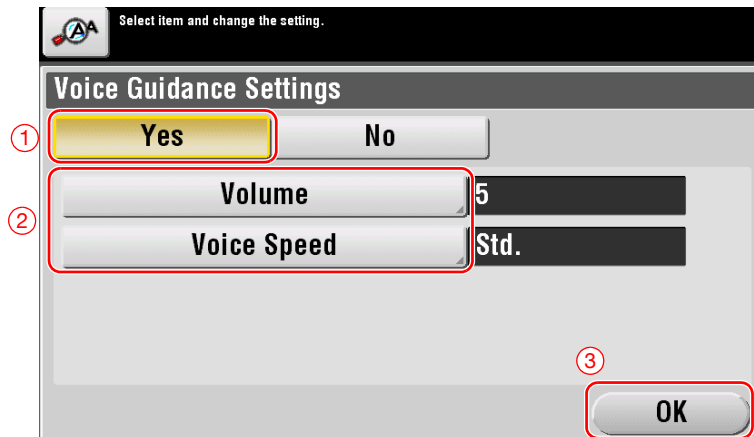 AA
Select item and change the setting.
Voice Guidance Settings
1
Yes
No
2
Volume
5
Voice Speed
Std.
3
OK